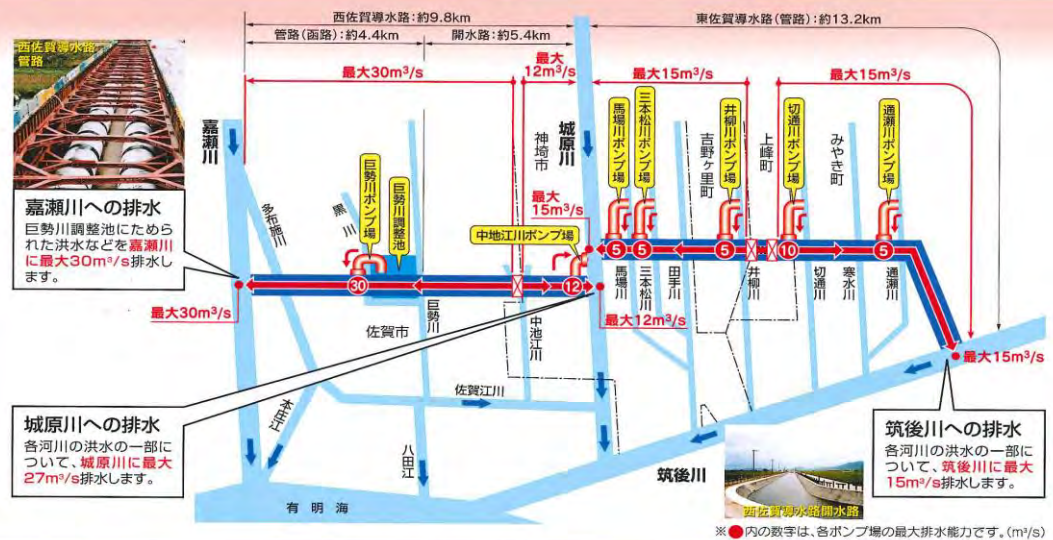 西佐賀導水路：約9.8km
東佐賀導水路（管路）：約13.2km
管路（函路）：約4.4km
開水路：約5.4km
西佐賀導水路
管路
最大30m³/s
最大
12m³/s
最大15m³/s
最大15m³/s
嘉瀬川
城原川
神埼市
吉野ヶ里町
上峰町
みやき町
馬場川ポンプ場
三本松川ポンプ場
井柳川ポンプ場
切通川ポンプ場
通瀬川ポンプ場
多布施川
黒川
巨勢川ポンプ場
巨勢川調整池
中地江川ポンプ場
最大
15m³/s
嘉瀬川への排水
巨勢川調整池にためら
れた洪水などを嘉瀬川
に最大30m³/s排水し
ます。
5
5
5
10
5
馬場川
三本松川
田手川
井柳川
切通川
寒水川
通瀬川
30
12
最大30m³/s
佐賀市
巨勢川
中池江川
最大12m³/s
最大15m³/s
佐賀江川
本庄江
八田江
城原川への排水
各河川の洪水の一部に
ついて、城原川に最大
27m³/s排水します。
筑後川
筑後川への排水
各河川の洪水の一部に
ついて、筑後川に最大
15m³/s排水します。
有明海
西佐賀導水路開水路
※●内の数字は、各ポンプ場の最大排水能力です。(m³/s)